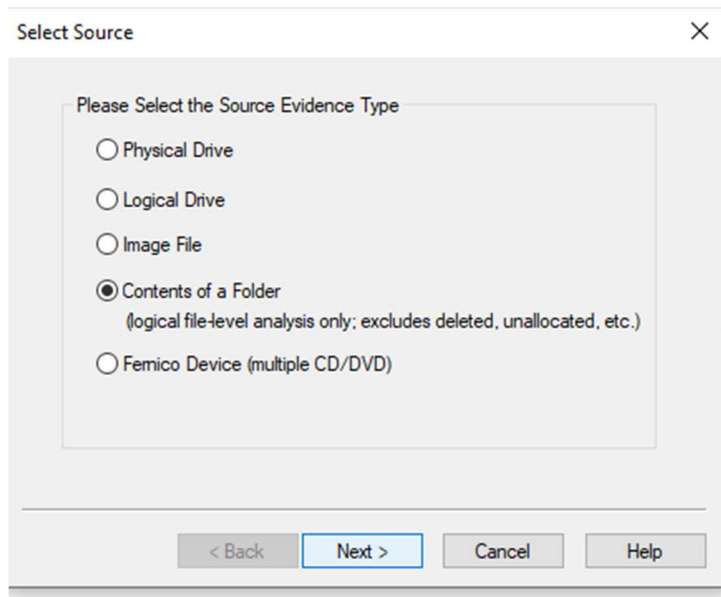 Select Source
Please Select the Source Evidence Type
Physical Drive
Logical Drive
Image File
Contents of a Folder
(logical file-level analysis only; excludes deleted, unallocated, etc.)
Fernico Device (multiple CD/DVD)
< Back Next > Cancel Help